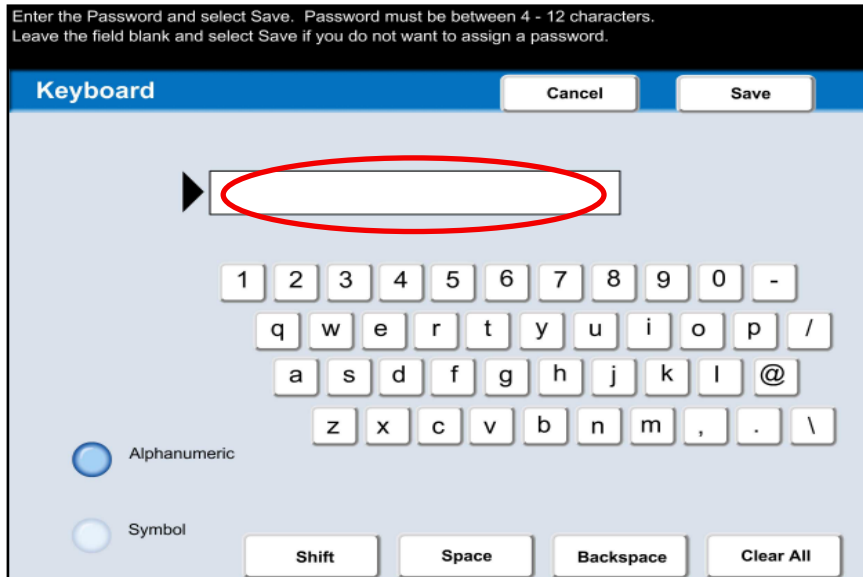 Enter the Password and select Save.  Password must be between 4 - 12 characters.
Leave the field blank and select Save if you do not want to assign a password.
Keyboard Cancel Save
1 2 3 4 5 6 7 8 9 0 -
q w e r t y u i o p /
a s d f g h j k l @
z x c v b n m , . \
Alphanumeric
Symbol
Shift Space Backspace Clear All